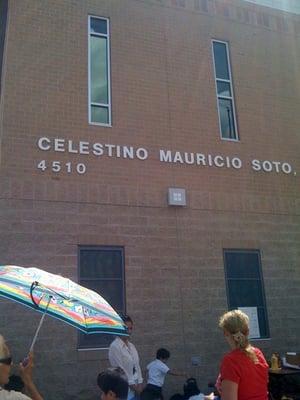 CELESTINO MAURICIO SOTO,
4510